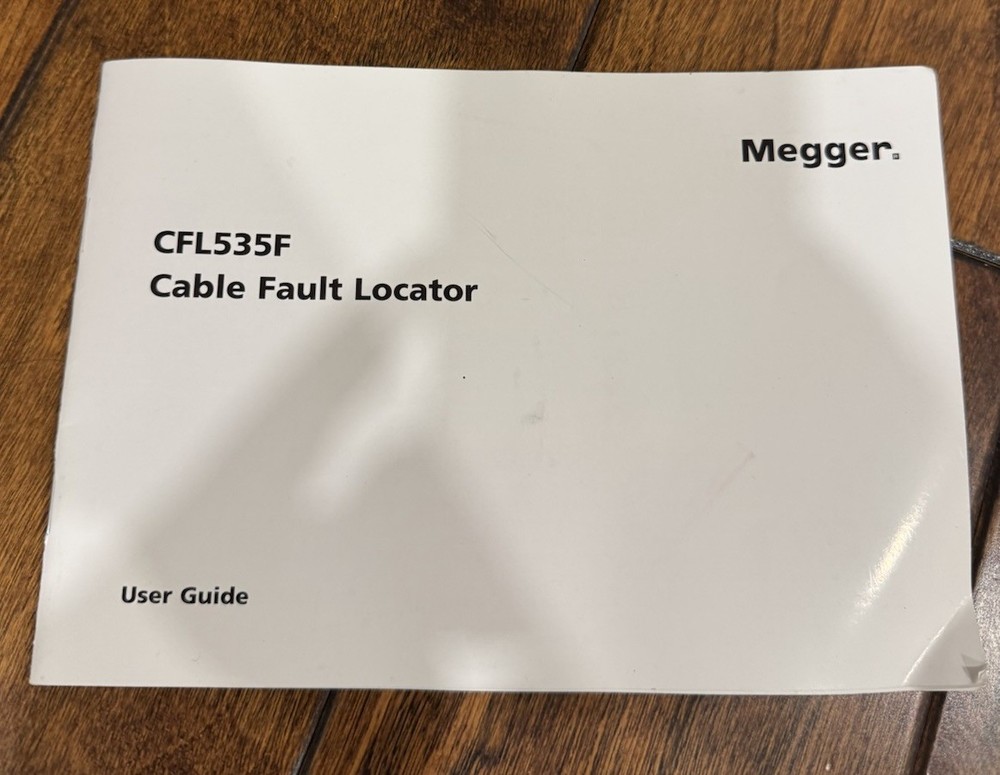 Megger.
CFL535F
Cable Fault Locator
User Guide